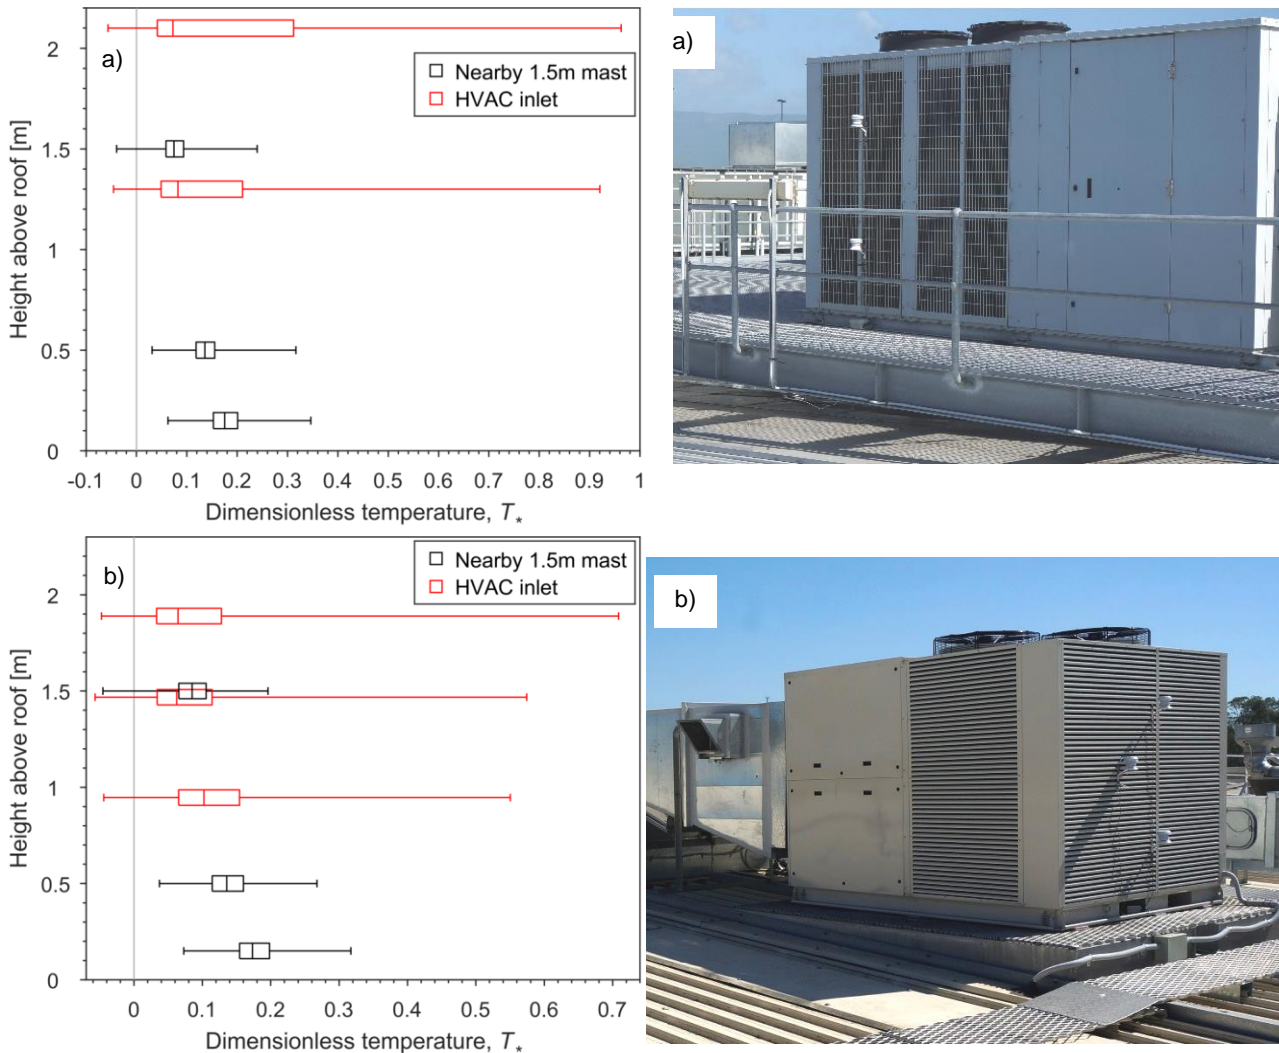 a)
Nearby 1.5m mast
HVAC inlet
2
1.5
1
0.5
0
Height above roof [m]
-0.1 0 0.1 0.2 0.3 0.4 0.5 0.6 0.7 0.8 0.9 1
Dimensionless temperature, T*
a)
b)
Nearby 1.5m mast
HVAC inlet
2
1.5
1
0.5
0
Height above roof [m]
0 0.1 0.2 0.3 0.4 0.5 0.6 0.7
Dimensionless temperature, T*
b)